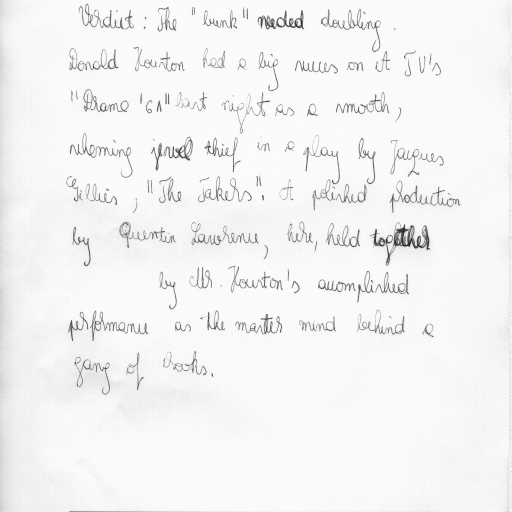 Verdict: The "bunk" needed doubling.
Donald Houston had a big success on A TV's
"Drama '61" last night as a smooth,
scheming jewel thief in a play by Jacques
Gillies, "The Takers". A polished production
by Quentin Lawrence, here, held together
by Mr. Houston's accomplished
performance as the master mind behind a
gang of crooks.